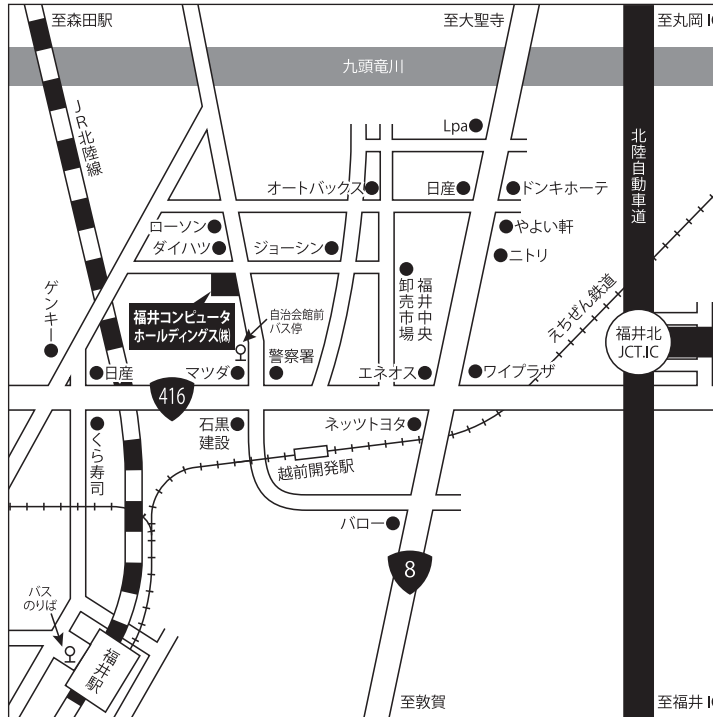 至森田駅
至大聖寺
至丸岡 IC
九頭竜川
JR北陸線
Lpa
北陸自動車道
オートバックス
日産
ドンキホーテ
ローソン
やよい軒
ダイハツ
ジョーシン
ニトリ
ゲンキー
福井中央
卸売市場
えちぜん鉄道
福井コンピュータ
ホールディングス㈱
自治会館前
バス停
福井北
JCT.IC
警察署
日産
マツダ
エネオス
ワイプラザ
416
くら寿司
石黒
建設
ネッツトヨタ
越前開発駅
バロー
8
バス
のりば
福井駅
至敦賀
至福井 IC